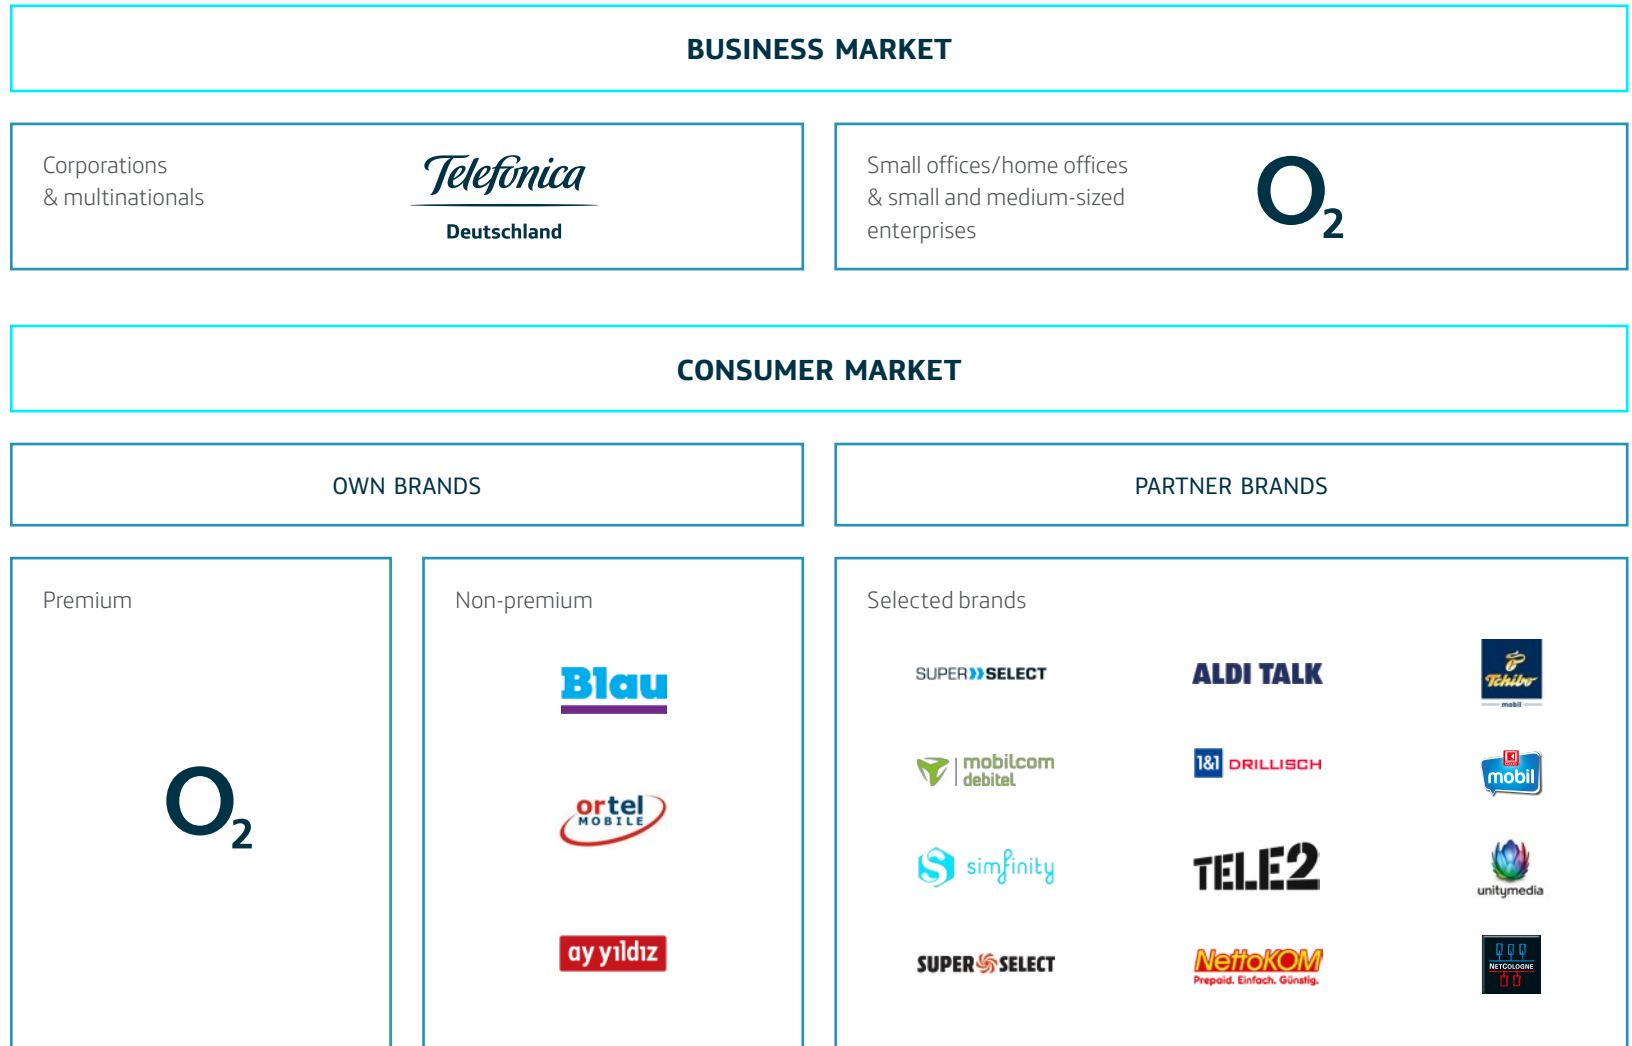 BUSINESS MARKET
Corporations
& multinationals
Telefónica
Deutschland
Small offices/home offices
& small and medium-sized
enterprises
O2
CONSUMER MARKET
OWN BRANDS
PARTNER BRANDS
Premium
O2
Non-premium
Blau
ortel
MOBILE
ay yıldız
Selected brands
SUPER SELECT
ALDI TALK
Tchibo
mobil
mobilcom
debitel
1&1 DRILLISCH
mobil
simfinity
TELE2
unitymedia
SUPER SELECT
NettoKOM
Prepaid. Einfach. Günstig.
NETCOLOGNE